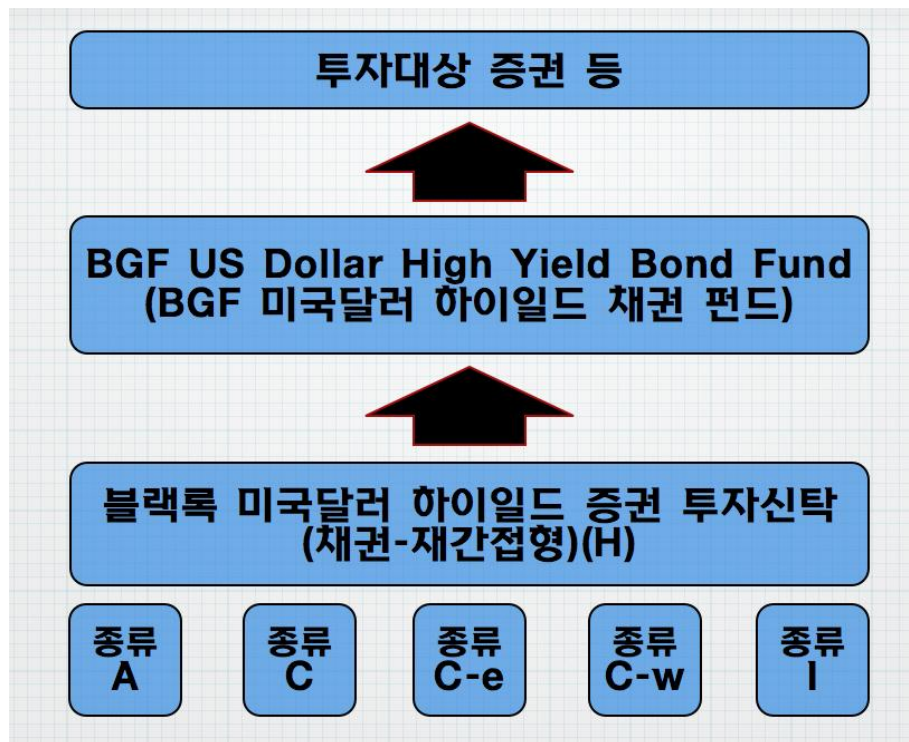 투자대상 증권 등
BGF US Dollar High Yield Bond Fund
(BGF 미국달러 하이일드 채권 펀드)
블랙록 미국달러 하이일드 증권 투자신탁
(채권-재간접형)(H)
종류
A
종류
C
종류
C-e
종류
C-w
종류
I